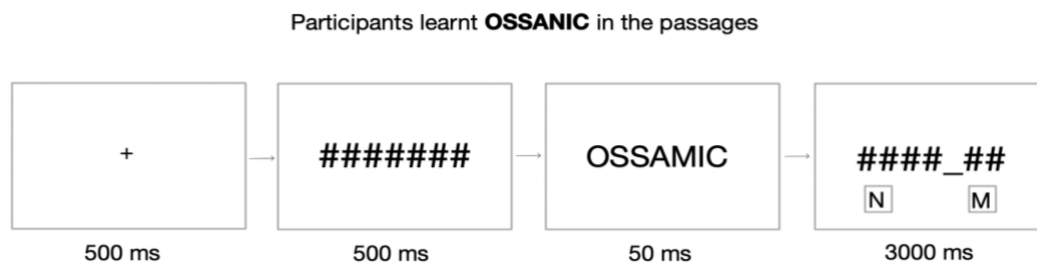 Participants learnt OSSANIC in the passages
+
#######
OSSAMIC
####_##
N M
500 ms 500 ms 50 ms 3000 ms